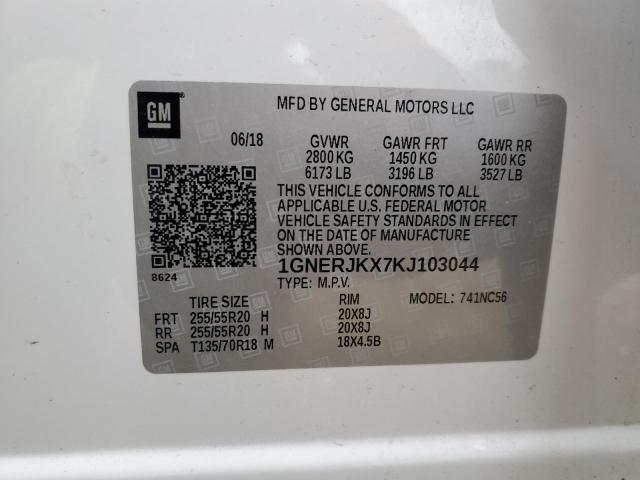 GM
MFD BY GENERAL MOTORS LLC
06/18 GVWR GAWR FRT GAWR RR
2800 KG 1450 KG 1600 KG
6173 LB 3196 LB 3527 LB
THIS VEHICLE CONFORMS TO ALL
APPLICABLE U.S. FEDERAL MOTOR
VEHICLE SAFETY STANDARDS IN EFFECT
ON THE DATE OF MANUFACTURE
SHOWN ABOVE.
8624
1GNERJKX7KJ103044
TYPE: M.P.V.
TIRE SIZE RIM MODEL: 741NC56
FRT 255/55R20 H 20X8J
RR 255/55R20 H 20X8J
SPA T135/70R18 M 18X4.5B